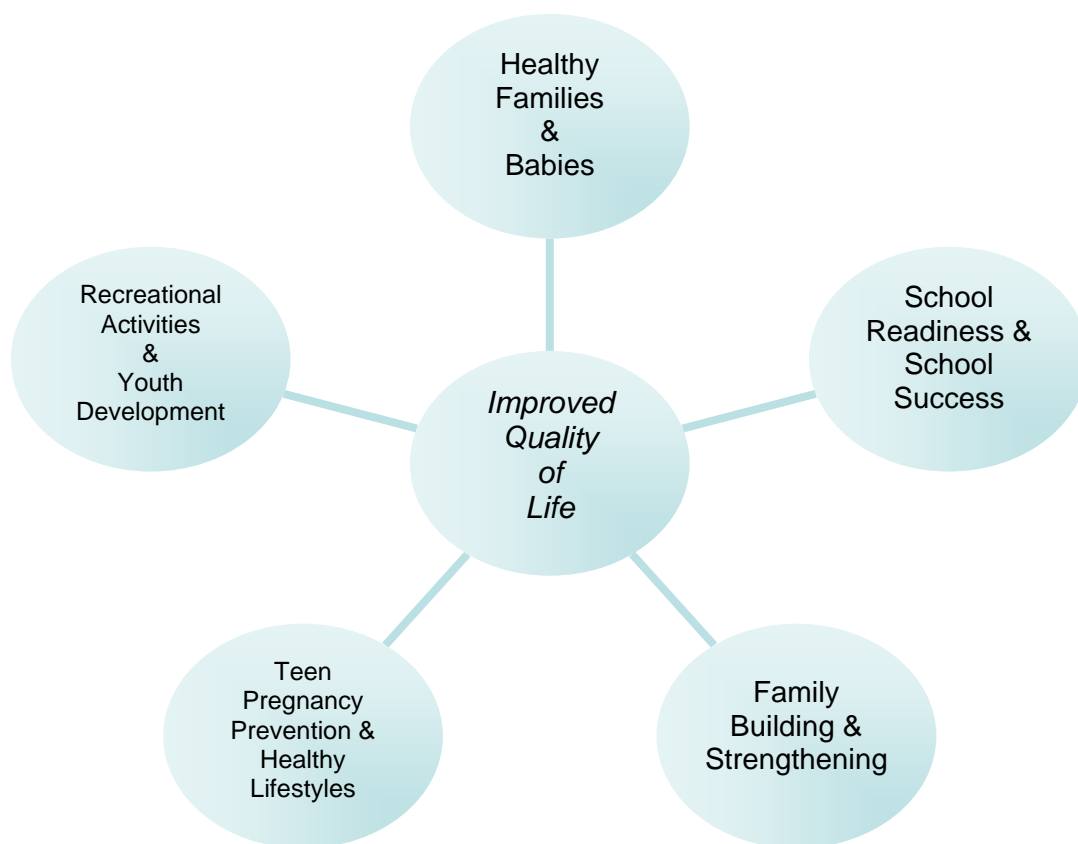 Healthy
Families
&
Babies
Recreational
Activities
&
Youth
Development
School
Readiness &
School
Success
Improved
Quality
of
Life
Teen
Pregnancy
Prevention &
Healthy
Lifestyles
Family
Building &
Strengthening